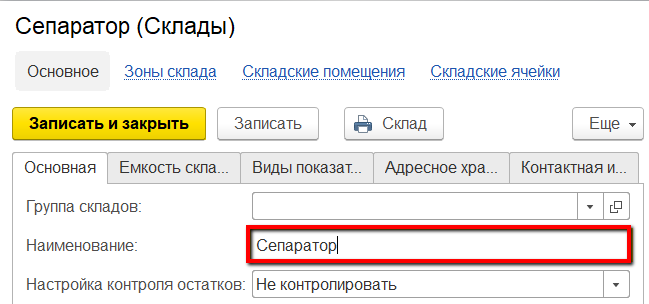 Сепаратор (Склады)
Основное Зоны склада Складские помещения Складские ячейки
Записать и закрыть Записать Склад Еще
Основная Емкость скла... Виды показат... Адресное хра... Контактная и...
Группа складов:
Наименование: Сепаратор
Настройка контроля остатков: Не контролировать